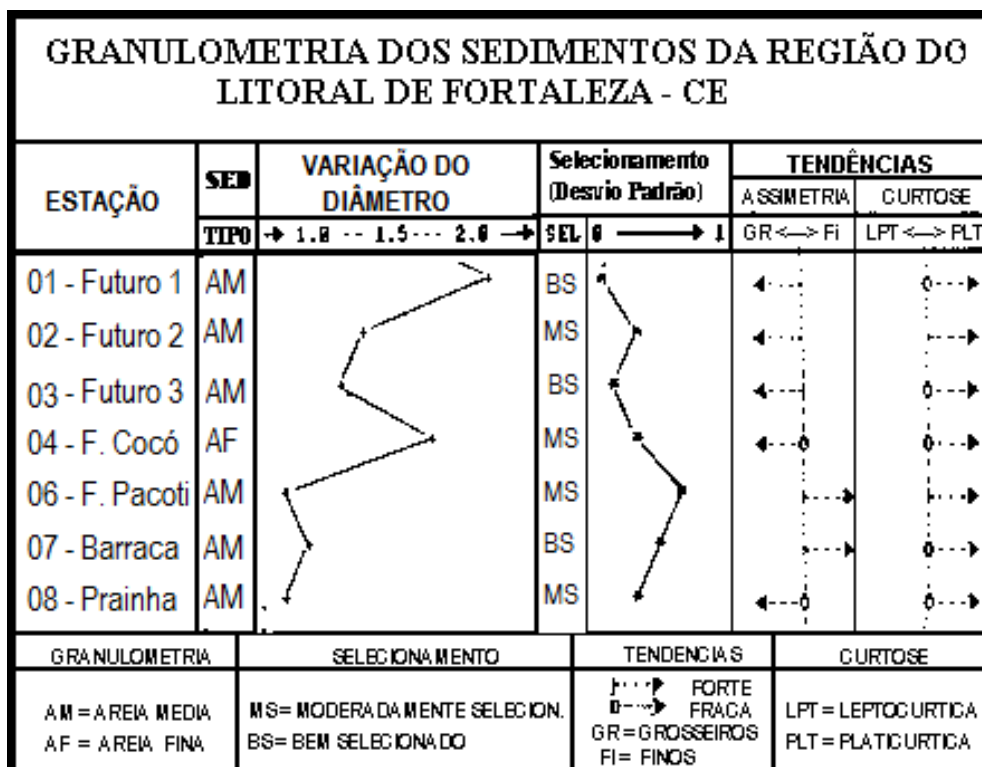 GRANULOMETRIA DOS SEDIMENTOS DA REGIÃO DO
LITORAL DE FORTALEZA - CE
ESTAÇÃO
SED
TIPO
VARIAÇÃO DO
DIÂMETRO
1.0 -- 1.5 --- 2.0
Selecionamento
(Desvio Padrão)
SEL 0 1
TENDÊNCIAS
ASSIMETRIA CURTOSE
GR <--> Fi LPT <--> PLT
01 - Futuro 1 AM BS
02 - Futuro 2 AM MS
03 - Futuro 3 AM BS
04 - F. Cocó AF MS
06 - F. Pacoti AM MS
07 - Barraca AM BS
08 - Prainha AM MS
GRANULOMETRIA
AM = AREIA MEDIA
AF = AREIA FINA
SELECIONAMENTO
MS= MODERADAMENTE SELECION.
BS= BEM SELECIONADO
TENDENCIAS
FORTE
FRACA
GR=GROSSEIROS
FI= FINOS
CURTOSE
LPT = LEPTOCURTICA
PLT = PLATICURTICA